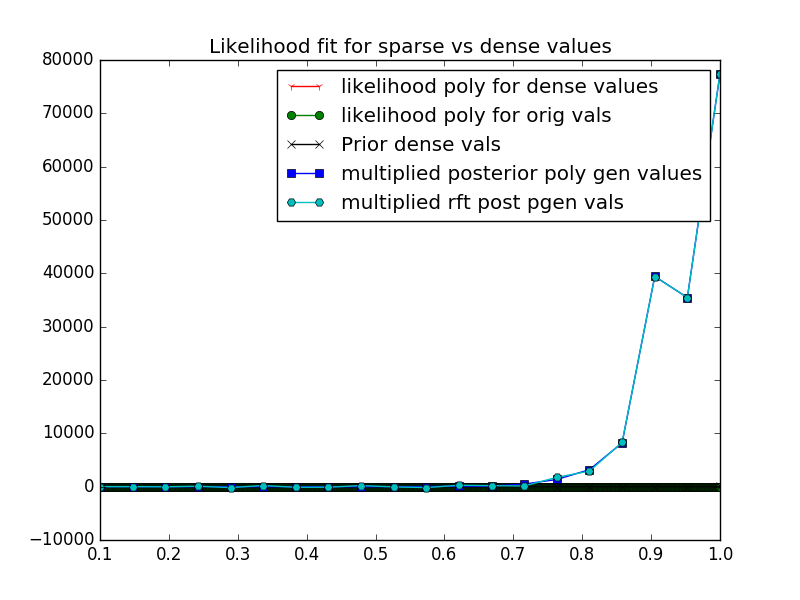 Likelihood fit for sparse vs dense values
80000
70000
60000
50000
40000
30000
20000
10000
0
−10000
likelihood poly for dense values
likelihood poly for orig vals
Prior dense vals
multiplied posterior poly gen values
multiplied rft post pgen vals
0.1 0.2 0.3 0.4 0.5 0.6 0.7 0.8 0.9 1.0